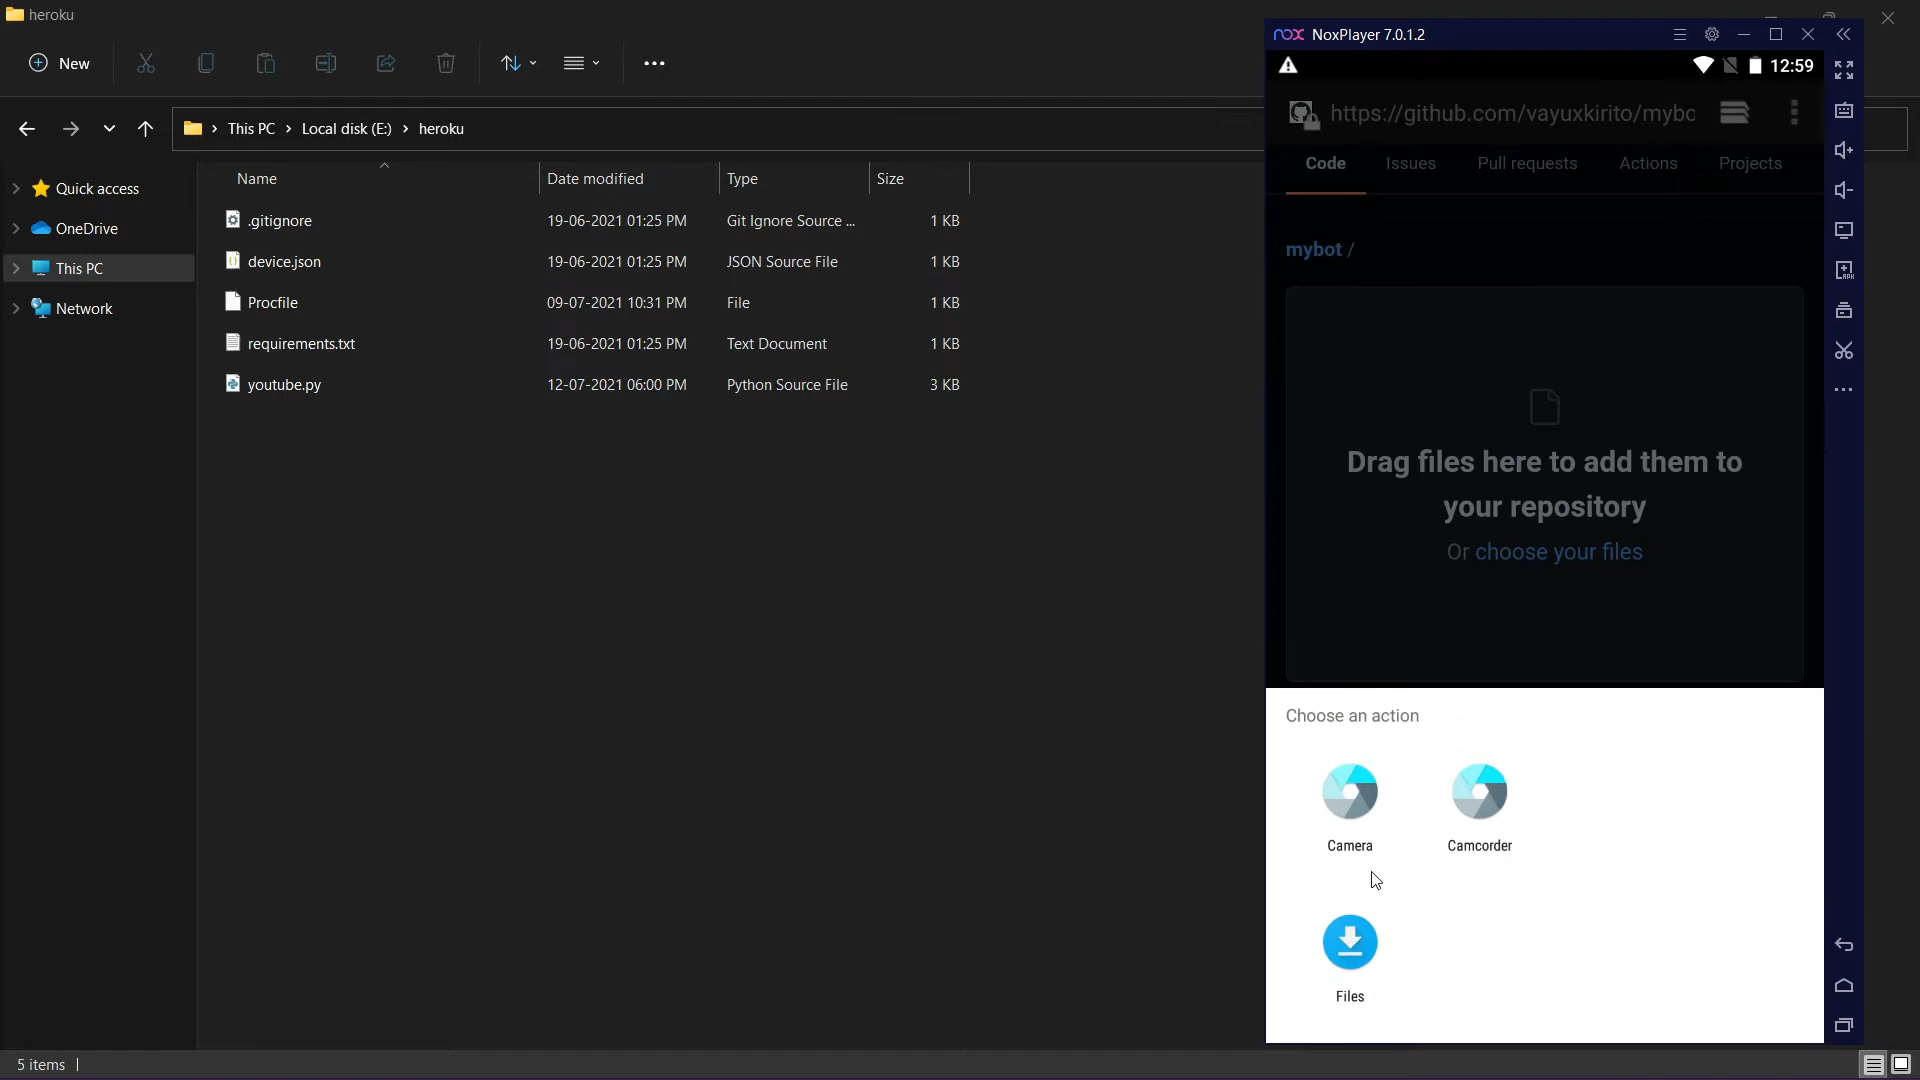 heroku
New
This PC
Local disk (E:)
heroku
Quick access
OneDrive
This PC
Network
Name Date modified Type Size
.gitignore 19-06-2021 01:25 PM Git Ignore Source ... 1 KB
device.json 19-06-2021 01:25 PM JSON Source File 1 KB
Procfile 09-07-2021 10:31 PM File 1 KB
requirements.txt 19-06-2021 01:25 PM Text Document 1 KB
youtube.py 12-07-2021 06:00 PM Python Source File 3 KB
5 items
nox NoxPlayer 7.0.1.2
12:59
https://github.com/vayuxkirito/mybo
Code Issues Pull requests Actions Projects
mybot /
Drag files here to add them to
your repository
Or choose your files
Choose an action
Camera Camcorder
Files